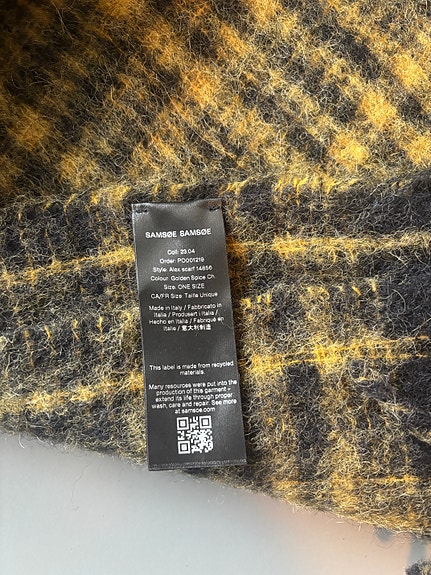 SAMSØE SAMSØE
Coll: 23.04
Order: PO001219
Style: Alex scarf 14856
Colour: Golden Spice Ch.
Size: ONE SIZE
CA/FR Size: Taille Unique
Made in Italy / Fabbricato in
Italia / Produsert i Italia /
Hecho en Italia / Fabriqué en
Italie / 意大利制造
This label is made from recycled
materials.
Many resources were put into the
production of this garment –
extend its life through proper
wash, care and repair. See more
at samsoe.com